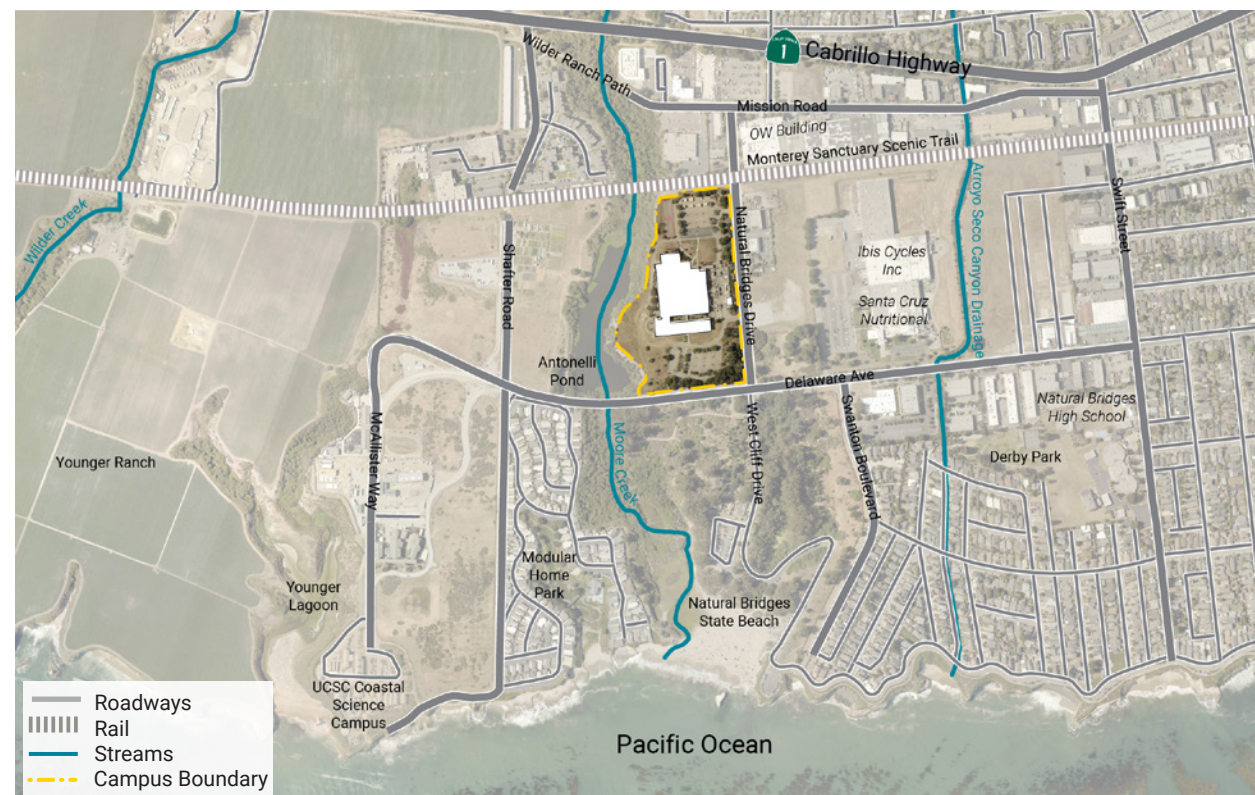 CALIFORNIA
1
Cabrillo Highway
Wilder Ranch Path
Mission Road
OW Building
Monterey Sanctuary Scenic Trail
Arroyo Seco Canyon Drainage
Swift Street
Wilder Creek
Shaffer Road
Natural Bridges Drive
Ibis Cycles
Inc
Santa Cruz
Nutritional
Antonelli
Pond
Delaware Ave
Natural Bridges
High School
McAllister Way
Moore Creek
West Cliff Drive
Swanton Boulevard
Younger Ranch
Derby Park
Modular
Home
Park
Younger
Lagoon
Natural Bridges
State Beach
UCSC Coastal
Science
Campus
Pacific Ocean
Roadways
Rail
Streams
Campus Boundary